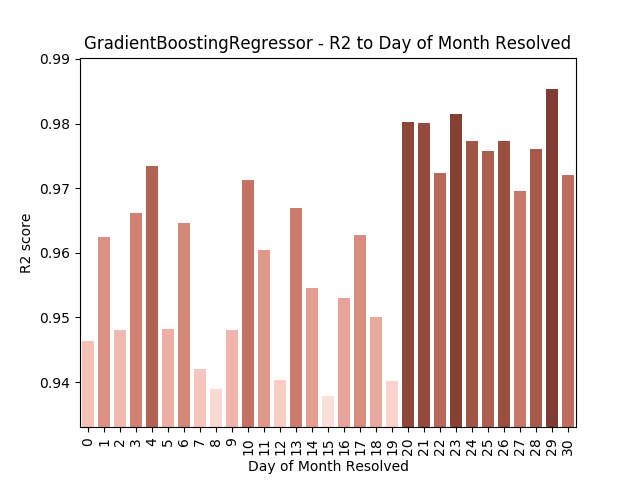 GradientBoostingRegressor - R2 to Day of Month Resolved
0.99
0.98
0.97
0.96
0.95
0.94
R2 score
0 1 2 3 4 5 6 7 8 9 10 11 12 13 14 15 16 17 18 19 20 21 22 23 24 25 26 27 28 29 30
Day of Month Resolved